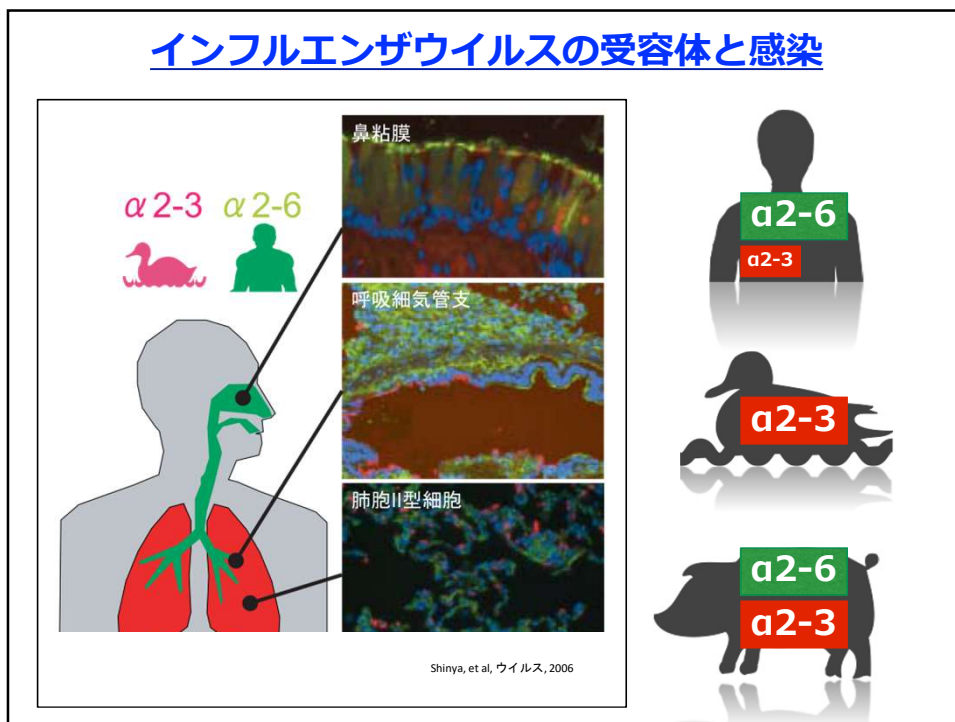 インフルエンザウイルスの受容体と感染
α2-3 α2-6
鼻粘膜
呼吸細気管支
肺胞II型細胞
Shinya, et al, ウイルス, 2006
α2-6
α2-3
α2-3
α2-6
α2-3